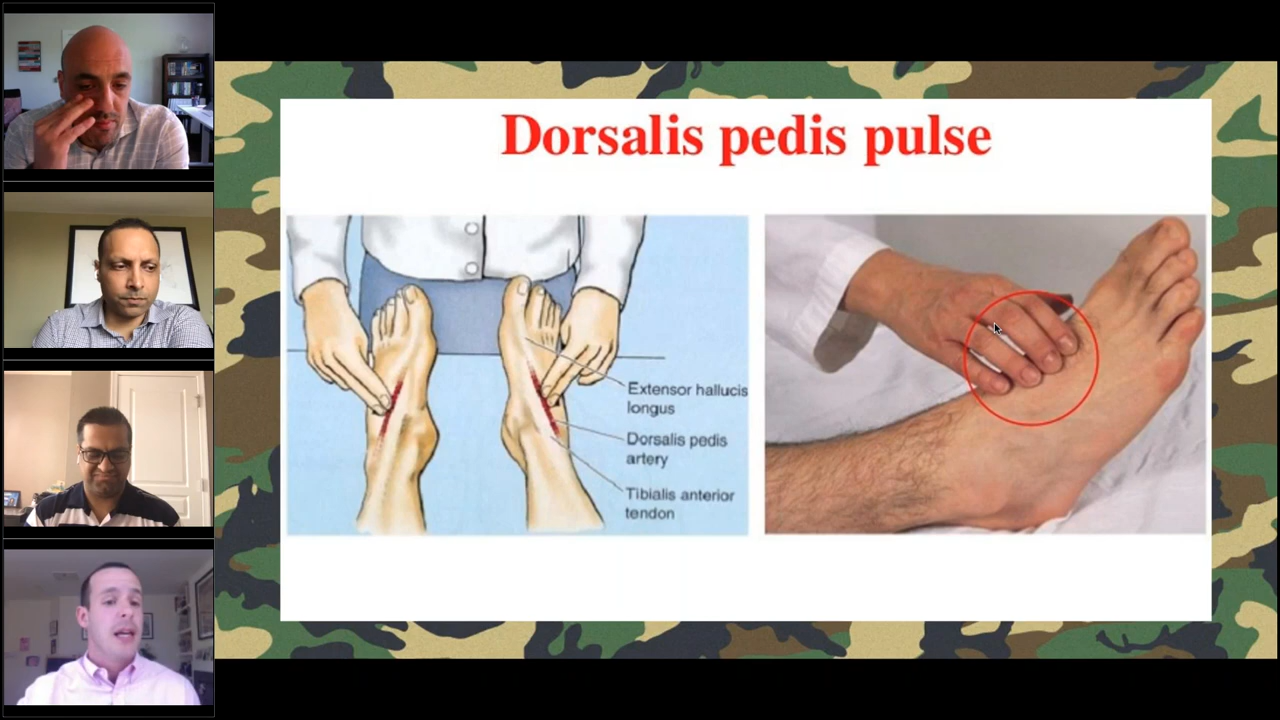 Dorsalis pedis pulse
Extensor hallucis
longus
Dorsalis pedis
artery
Tibialis anterior
tendon